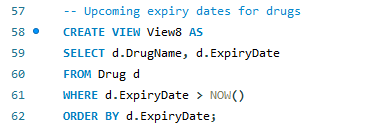 57 -- Upcoming expiry dates for drugs
58 CREATE VIEW View8 AS
59 SELECT d.DrugName, d.ExpiryDate
60 FROM Drug d
61 WHERE d.ExpiryDate > NOW()
62 ORDER BY d.ExpiryDate;